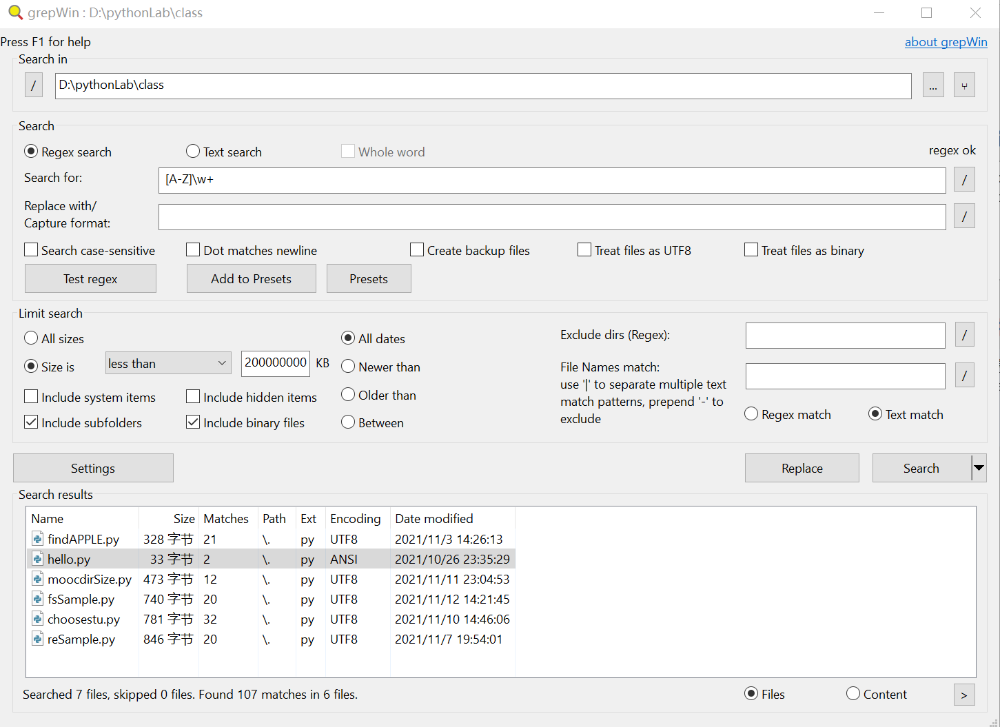 grepWin : D:\pythonLab\class
Press F1 for help about grepWin
Search in
/ D:\pythonLab\class ...
Search
Regex search Text search Whole word regex ok
Search for: [A-Z]\w+ /
Replace with/
Capture format: /
Search case-sensitive Dot matches newline Create backup files Treat files as UTF8 Treat files as binary
Test regex Add to Presets Presets
Limit search
All sizes All dates Exclude dirs (Regex): /
Size is less than 200000000 KB Newer than File Names match: /
use '|' to separate multiple text
match patterns, prepend '-' to
exclude
Include system items Include hidden items Older than
Include subfolders Include binary files Between Regex match Text match
Settings Replace Search
Search results
Name Size Matches Path Ext Encoding Date modified
findAPPLE.py 328 字节 21 \. py UTF8 2021/11/3 14:26:13
hello.py 33 字节 2 \. py ANSI 2021/10/26 23:35:29
moocdirSize.py 473 字节 12 \. py UTF8 2021/11/11 23:04:53
fsSample.py 740 字节 20 \. py UTF8 2021/11/12 14:21:45
choosestu.py 781 字节 32 \. py UTF8 2021/11/10 14:46:06
reSample.py 846 字节 20 \. py UTF8 2021/11/7 19:54:01
Searched 7 files, skipped 0 files. Found 107 matches in 6 files. Files Content >